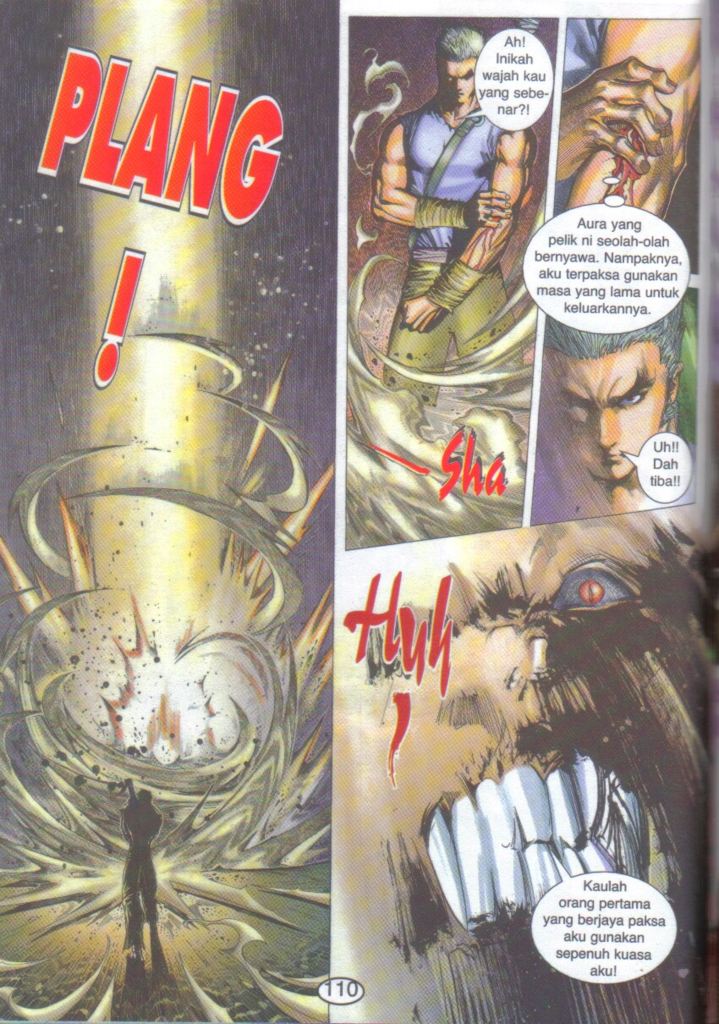 PLANG
!
Ah!
Inikah
wajah kau
yang sebe-
nar?!
Aura yang
pelik ni seolah-olah
bernyawa. Nampaknya,
aku terpaksa gunakan
masa yang lama untuk
keluarkannya.
Uh!!
Dah
tiba!!
Sha
Huh
Kaulah
orang pertama
yang berjaya paksa
aku gunakan
sepenuh kuasa
aku!
110